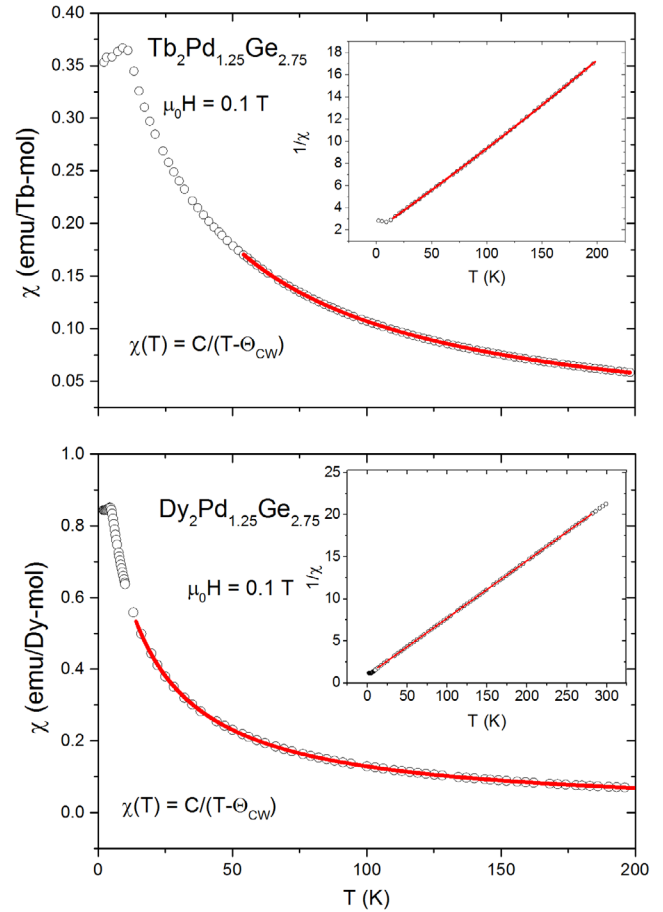 Tb₂Pd₁.₂₅Ge₂.₇₅
μ₀H = 0.1 T
χ (emu/Tb-mol)
0.40
0.35
0.30
0.25
0.20
0.15
0.10
0.05
χ(T) = C/(T-Θ_CW)
1/χ
18
16
14
12
10
8
6
4
2
0 50 100 150 200
T (K)
Dy₂Pd₁.₂₅Ge₂.₇₅
μ₀H = 0.1 T
χ (emu/Dy-mol)
1.0
0.8
0.6
0.4
0.2
0.0
χ(T) = C/(T-Θ_CW)
1/χ
25
20
15
10
5
0
0 50 100 150 200 250 300
T (K)
0 50 100 150 200
T (K)